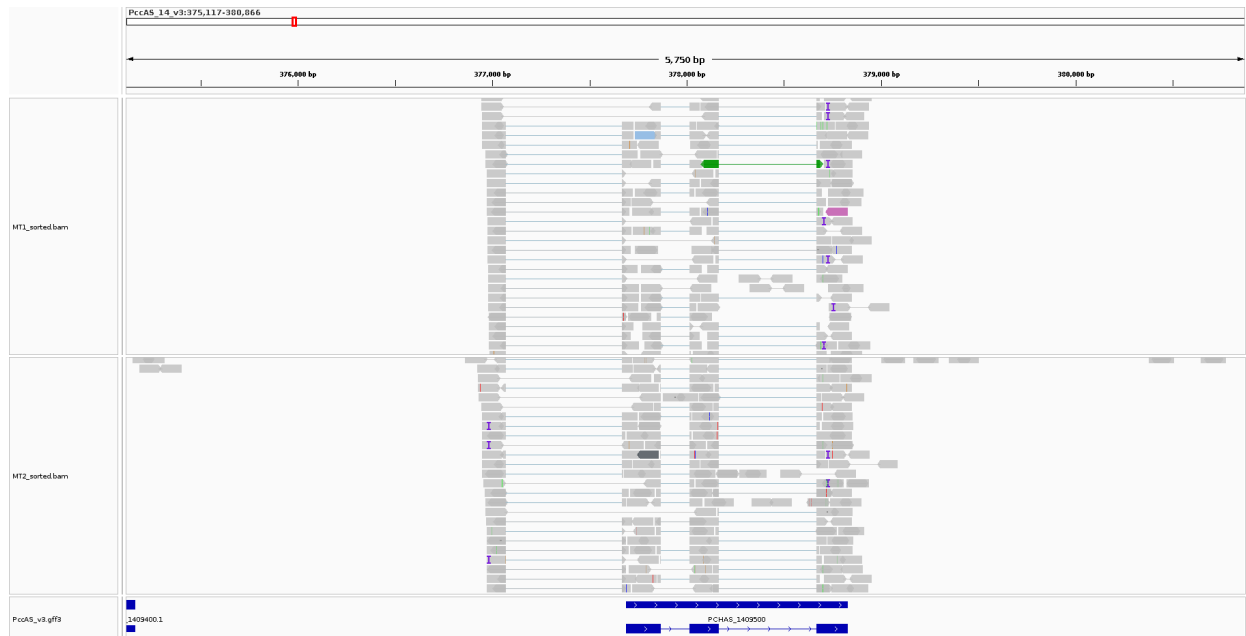 PccAS_14_v3:375,117-380,866
5,750 bp
376,000 bp 377,000 bp 378,000 bp 379,000 bp 380,000 bp
MT1_sorted.bam
MT2_sorted.bam
PccAS_v3.gff3
_1409400.1
PCHAS_1409500